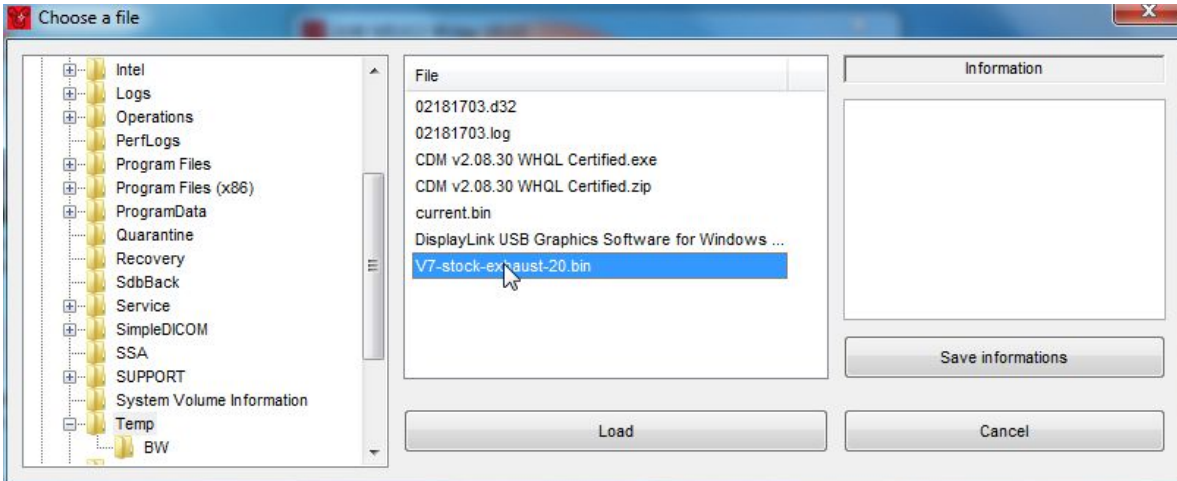 Choose a file
Intel
Logs
Operations
PerfLogs
Program Files
Program Files (x86)
ProgramData
Quarantine
Recovery
SdbBack
Service
SimpleDICOM
SSA
SUPPORT
System Volume Information
Temp
BW
File
02181703.d32
02181703.log
CDM v2.08.30 WHQL Certified.exe
CDM v2.08.30 WHQL Certified.zip
current.bin
DisplayLink USB Graphics Software for Windows ...
V7-stock-exhaust-20.bin
Load
Information
Save informations
Cancel